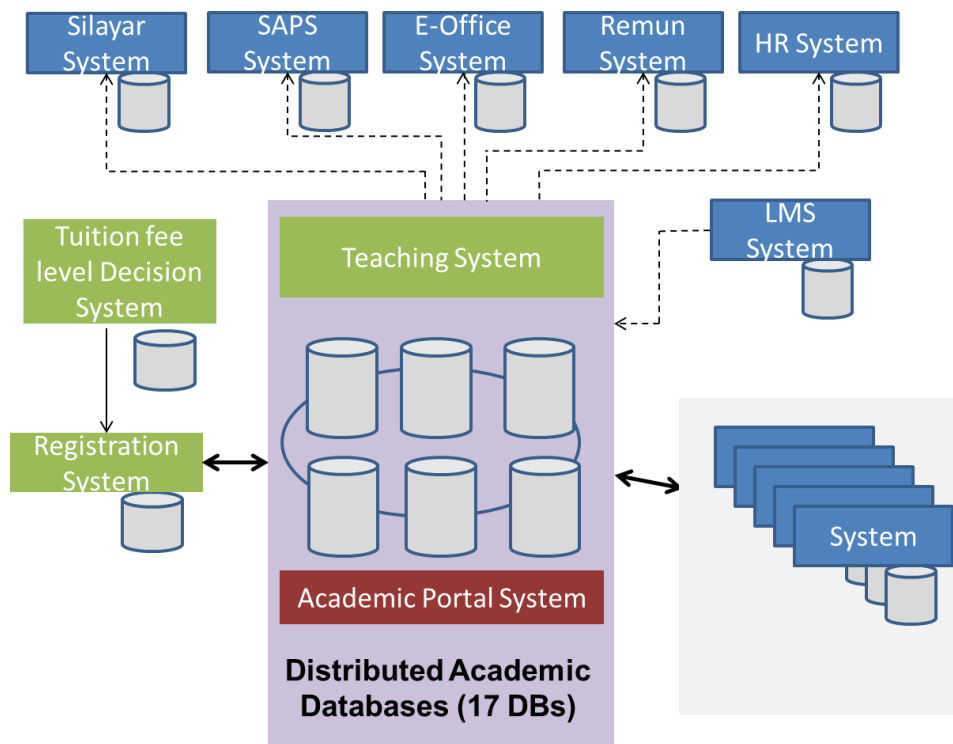 Silayar
System
SAPS
System
E-Office
System
Remun
System
HR System
Tuition fee
level Decision
System
Teaching System
LMS
System
Registration
System
System
Academic Portal System
Distributed Academic
Databases (17 DBs)